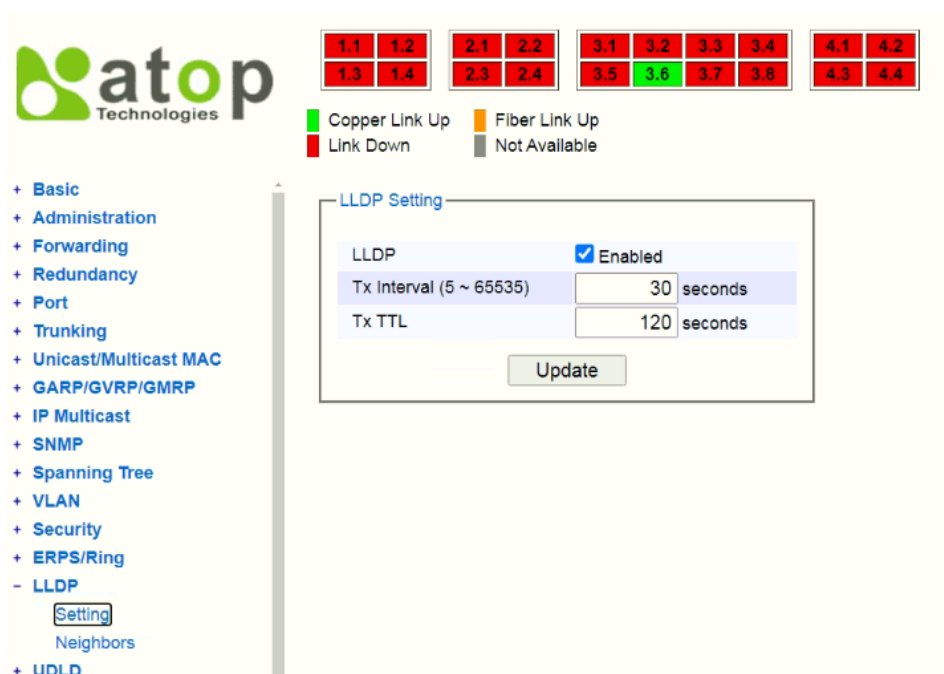 atop
Technologies
1.1 1.2 2.1 2.2 3.1 3.2 3.3 3.4 4.1 4.2
1.3 1.4 2.3 2.4 3.5 3.6 3.7 3.8 4.3 4.4
Copper Link Up Fiber Link Up
Link Down Not Available
+ Basic
+ Administration
+ Forwarding
+ Redundancy
+ Port
+ Trunking
+ Unicast/Multicast MAC
+ GARP/GVRP/GMRP
+ IP Multicast
+ SNMP
+ Spanning Tree
+ VLAN
+ Security
+ ERPS/Ring
− LLDP
Setting
Neighbors
+ UDLD
LLDP Setting
LLDP Enabled
Tx Interval (5 ~ 65535) 30 seconds
Tx TTL 120 seconds
Update